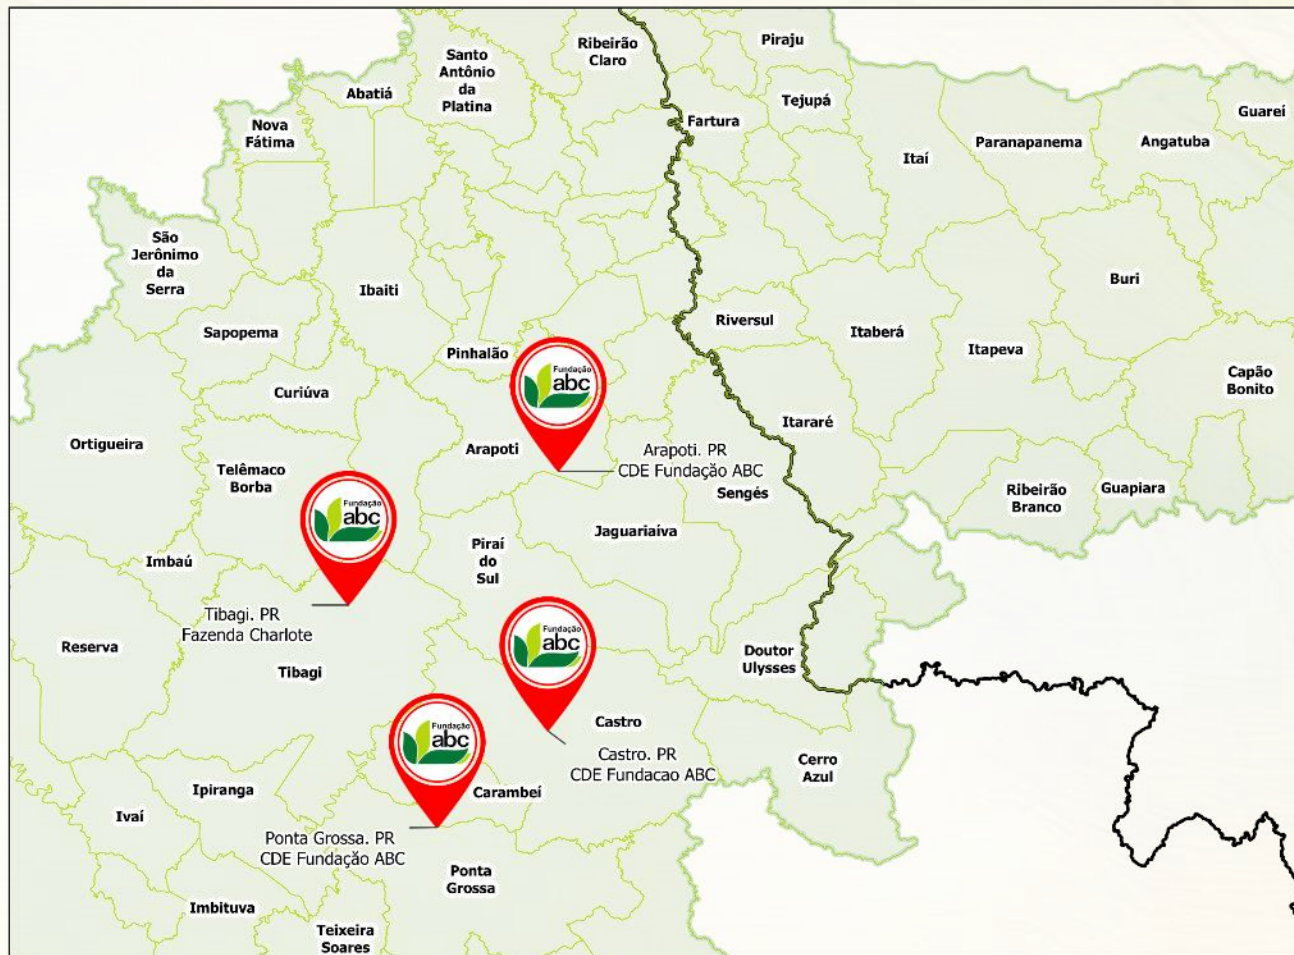 Ribeirão
Claro
Piraju
Santo
Antônio
da
Platina
Abatiá
Tejupá
Guareí
Nova
Fátima
Fartura
Paranapanema
Angatuba
Itaí
São
Jerônimo
da
Serra
Ibaiti
Buri
Sapopema
Riversul
Itaberá
Itapeva
Pinhalão
Capão
Bonito
Curiúva
Fundação
abc
Itararé
Ortigueira
Arapoti
Arapoti. PR
CDE Fundação ABC
Telêmaco
Borba
Sengés
Ribeirão
Branco
Guapiara
Fundação
abc
Jaguariaíva
Piraí
do
Sul
Imbaú
Tibagi. PR
Fazenda Charlote
Reserva
Fundação
abc
Doutor
Ulysses
Tibagi
Castro
Castro. PR
CDE Fundacao ABC
Fundação
abc
Cerro
Azul
Ipiranga
Carambeí
Ivaí
Ponta Grossa. PR
CDE Fundação ABC
Ponta
Grossa
Imbituva
Teixeira
Soares